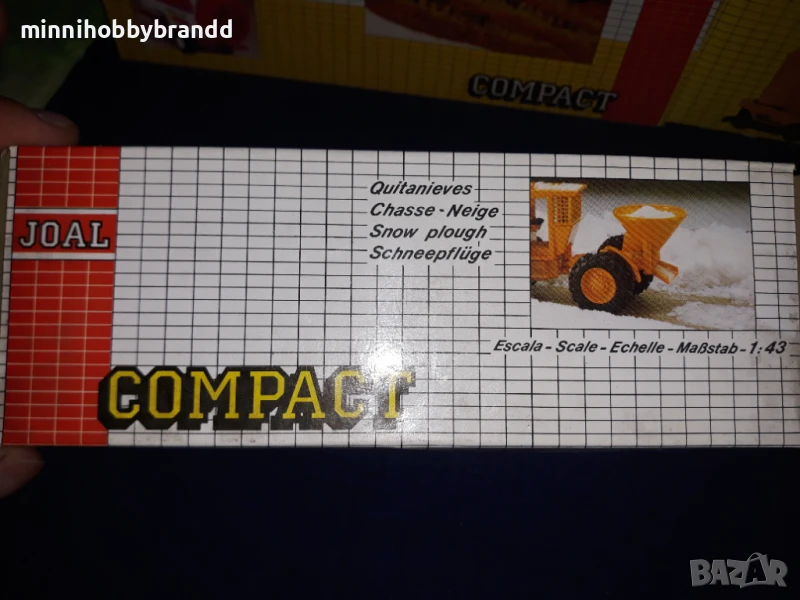 minnihobbybrandd
COMPACT
JOAL
Quitanieves
Chasse-Neige
Snow plough
Schneepflüge
Escala - Scale - Echelle - Maßstab - 1:43
COMPACT
BAZAR